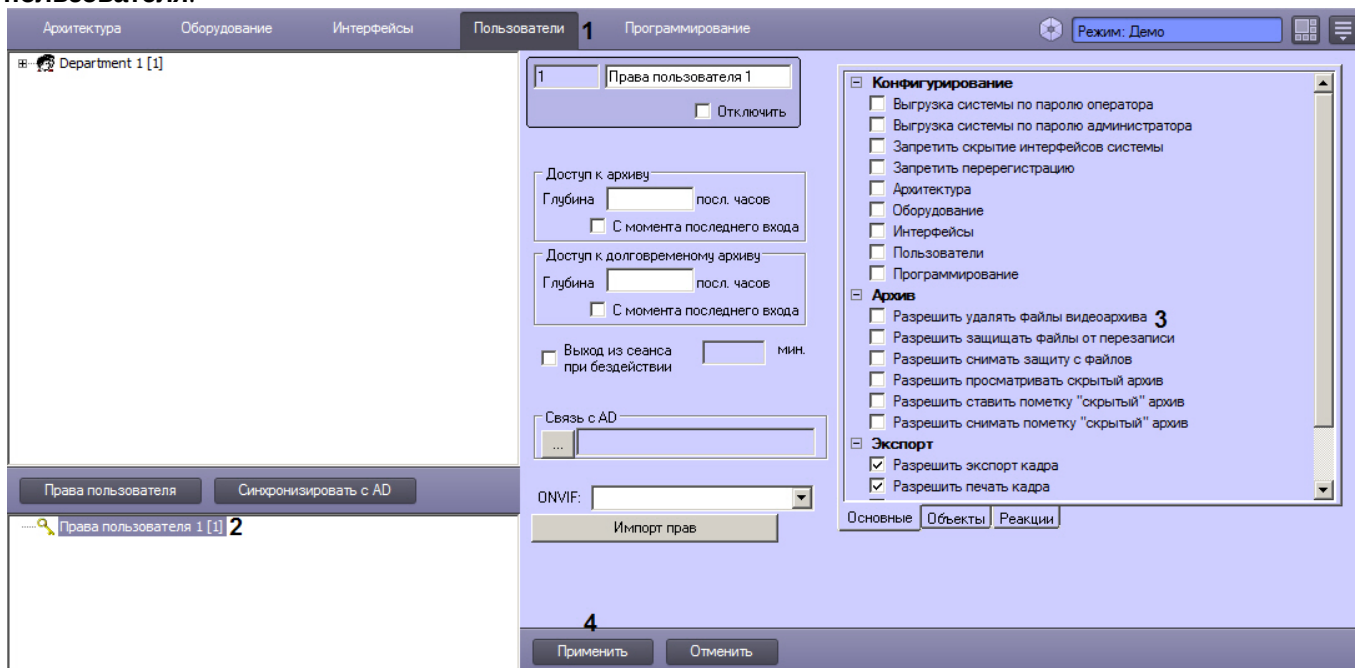 пользователя.
Архитектура Оборудование Интерфейсы Пользователи 1 Программирование Режим: Демо
Department 1 [1]
1 Права пользователя 1
Отключить
Доступ к архиву
Глубина посл. часов
С момента последнего входа
Доступ к долговременому архиву
Глубина посл. часов
С момента последнего входа
Выход из сеанса при бездействии мин.
Связь с AD
...
ONVIF:
Импорт прав
Конфигурирование
Выгрузка системы по паролю оператора
Выгрузка системы по паролю администратора
Запретить скрытие интерфейсов системы
Запретить перерегистрацию
Архитектура
Оборудование
Интерфейсы
Пользователи
Программирование
Архив
Разрешить удалять файлы видеоархива 3
Разрешить защищать файлы от перезаписи
Разрешить снимать защиту с файлов
Разрешить просматривать скрытый архив
Разрешить ставить пометку "скрытый" архив
Разрешить снимать пометку "скрытый" архив
Экспорт
Разрешить экспорт кадра
Разрешить печать кадра
Основные Объекты Реакции
Права пользователя Синхронизировать с AD
Права пользователя 1 [1] 2
4
Применить Отменить